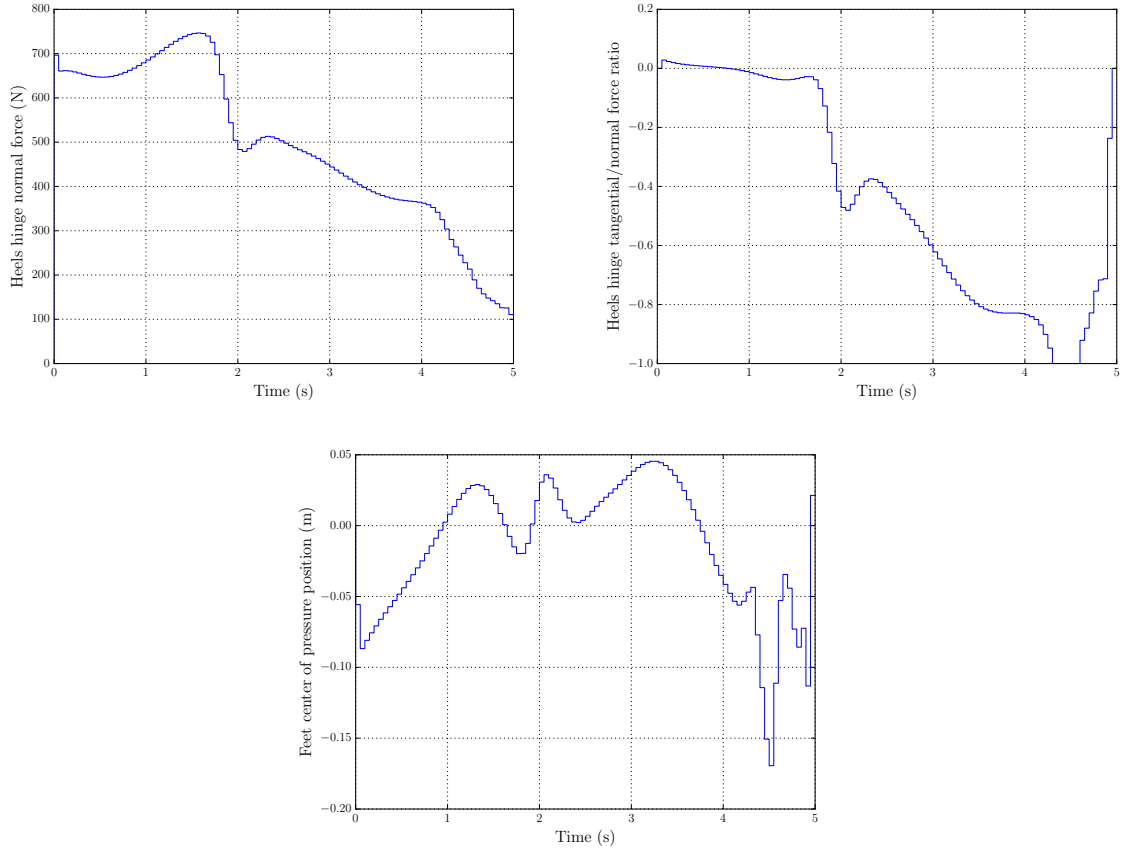 800
700
600
500
400
300
200
100
0
Heels hinge normal force (N)
0 1 2 3 4 5
Time (s)
0.2
0.0
−0.2
−0.4
−0.6
−0.8
−1.0
Heels hinge tangential/normal force ratio
0 1 2 3 4 5
Time (s)
0.05
0.00
−0.05
−0.10
−0.15
−0.20
Feet center of pressure position (m)
0 1 2 3 4 5
Time (s)